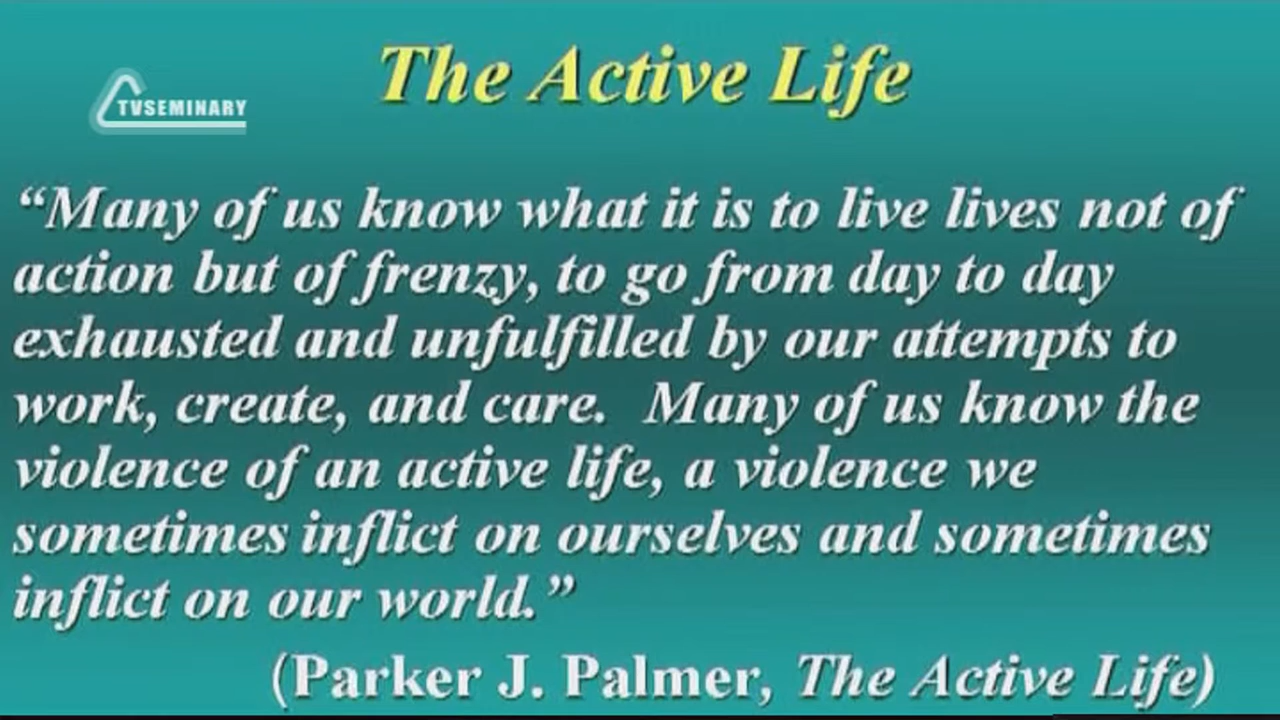 The Active Life
TVSEMINARY
“Many of us know what it is to live lives not of
action but of frenzy, to go from day to day
exhausted and unfulfilled by our attempts to
work, create, and care.  Many of us know the
violence of an active life, a violence we
sometimes inflict on ourselves and sometimes
inflict on our world.”
(Parker J. Palmer, The Active Life)